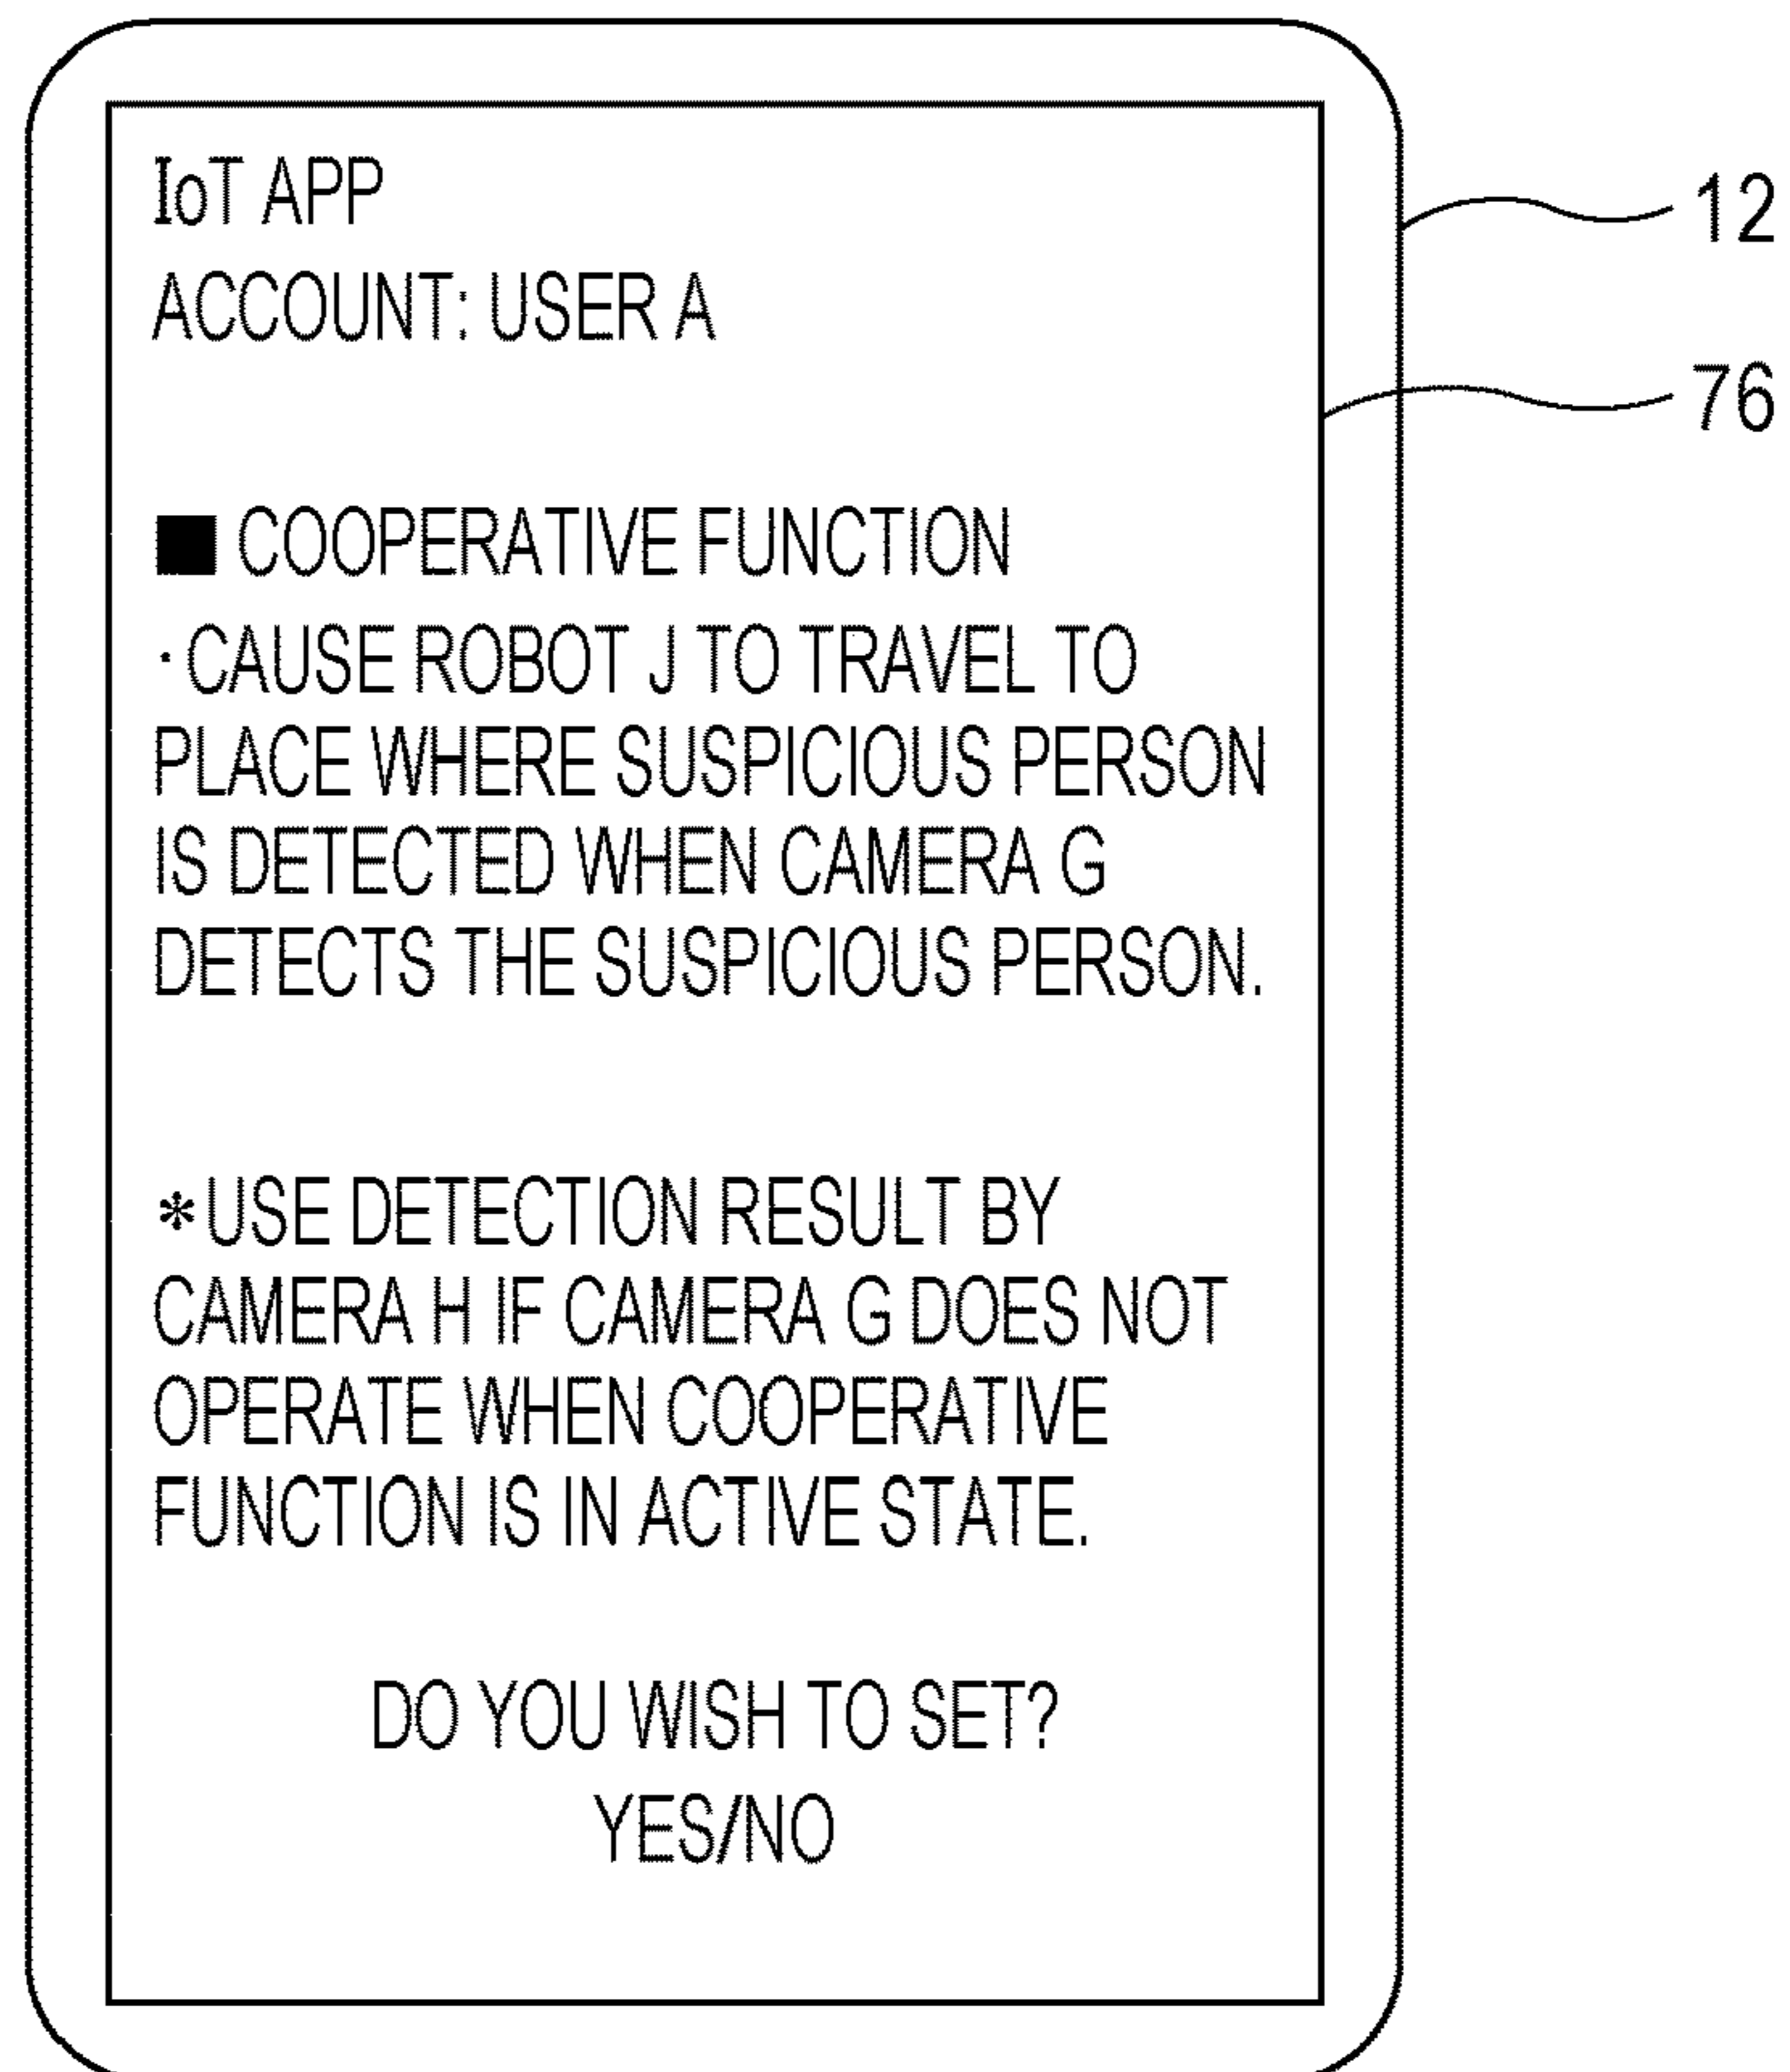 IoT APP
ACCOUNT: USER A
■ COOPERATIVE FUNCTION
· CAUSE ROBOT J TO TRAVEL TO
PLACE WHERE SUSPICIOUS PERSON
IS DETECTED WHEN CAMERA G
DETECTS THE SUSPICIOUS PERSON.
* USE DETECTION RESULT BY
CAMERA H IF CAMERA G DOES NOT
OPERATE WHEN COOPERATIVE
FUNCTION IS IN ACTIVE STATE.
DO YOU WISH TO SET?
YES/NO
12
76